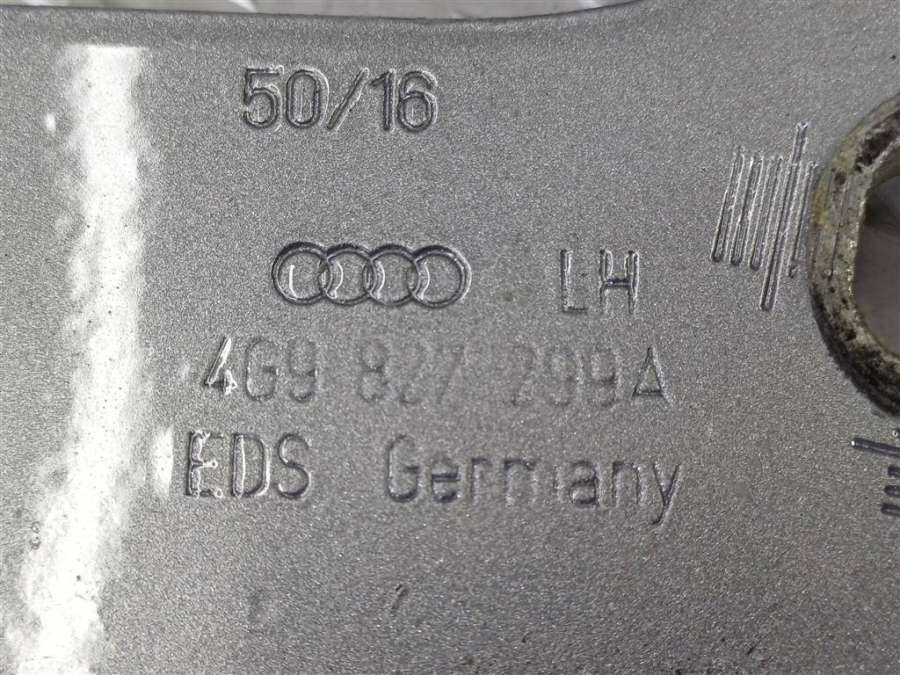 50/16
LH
4G9 827 299A
EDS Germany